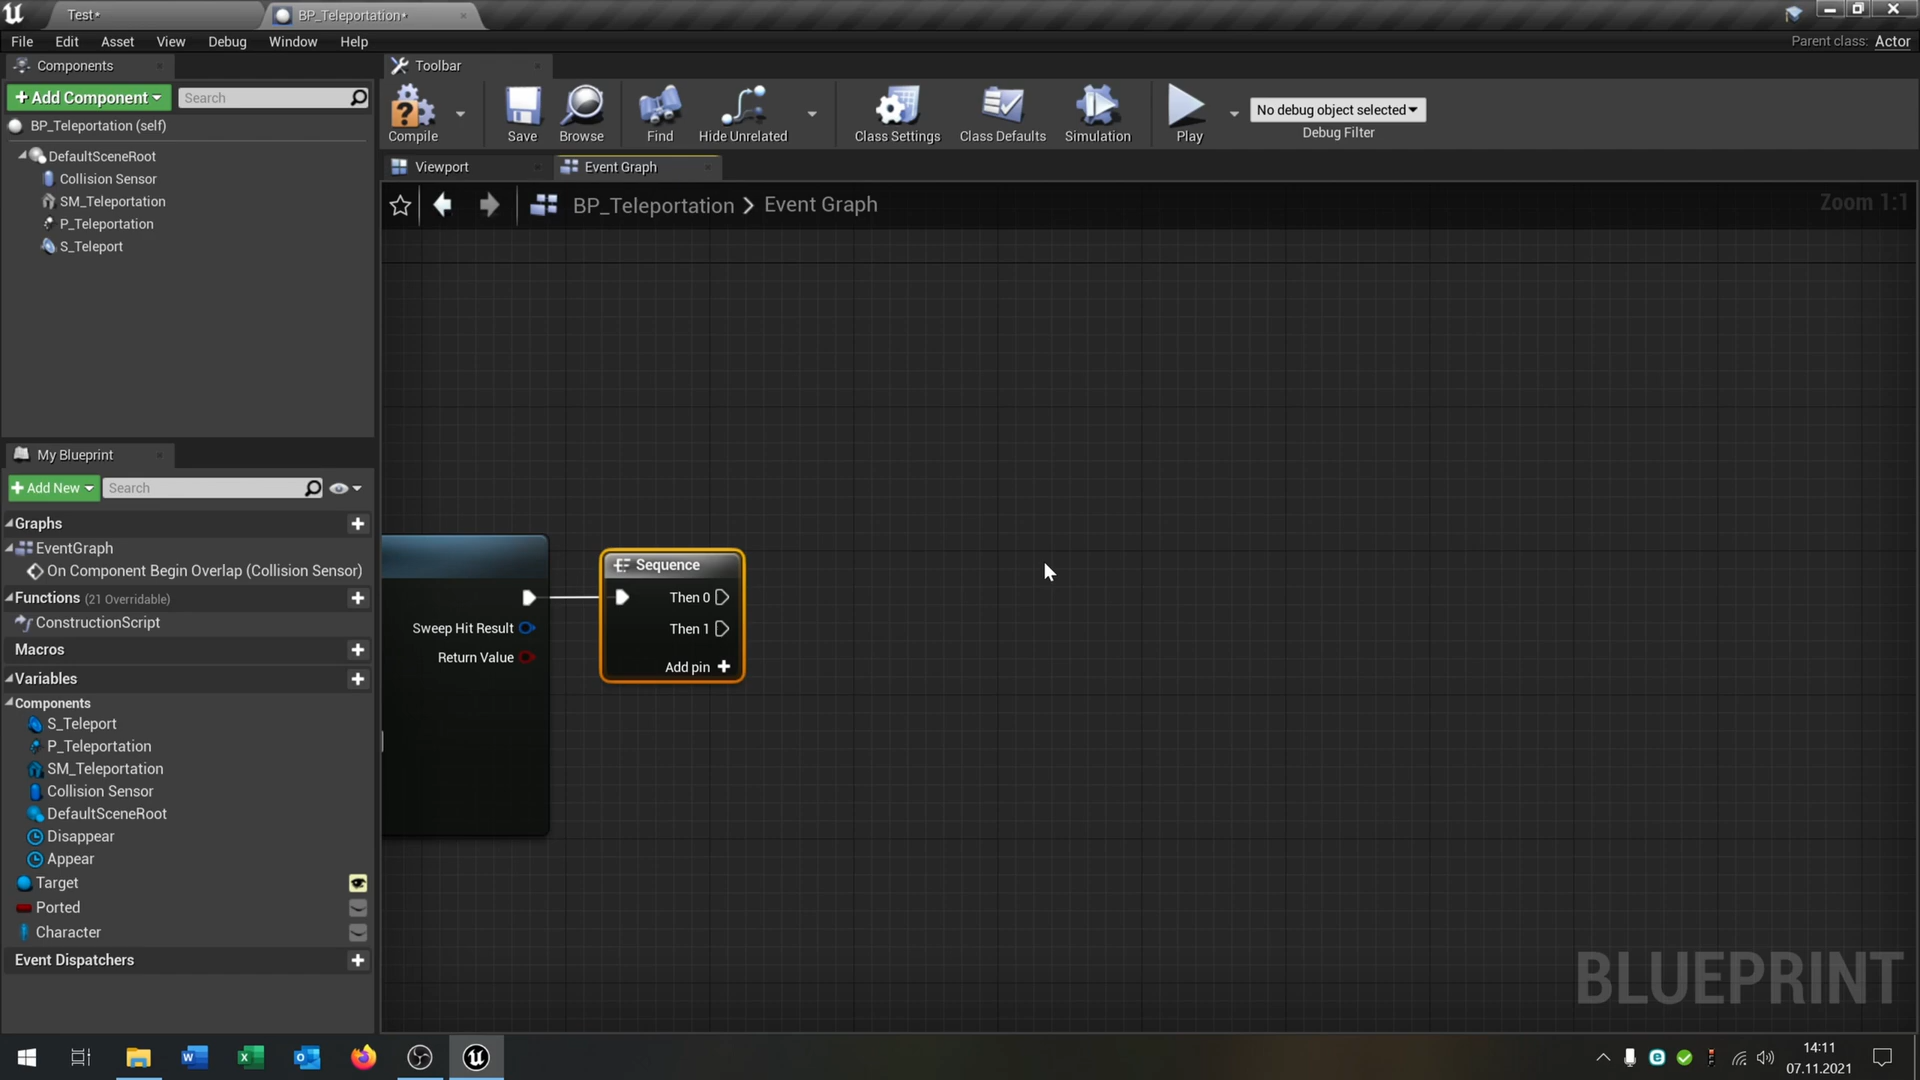 Test*
BP_Teleportation*
File Edit Asset View Debug Window Help
Parent class: Actor
Components
Toolbar
Add Component
Search
BP_Teleportation (self)
DefaultSceneRoot
Collision Sensor
SM_Teleportation
P_Teleportation
S_Teleport
Compile
Save
Browse
Find
Hide Unrelated
Class Settings
Class Defaults
Simulation
Play
No debug object selected
Debug Filter
Viewport
Event Graph
BP_Teleportation > Event Graph
Zoom 1:1
Sweep Hit Result
Return Value
Sequence
Then 0
Then 1
Add pin
My Blueprint
Add New
Search
Graphs
EventGraph
On Component Begin Overlap (Collision Sensor)
Functions (21 Overridable)
ConstructionScript
Macros
Variables
Components
S_Teleport
P_Teleportation
SM_Teleportation
Collision Sensor
DefaultSceneRoot
Disappear
Appear
Target
Ported
Character
Event Dispatchers
BLUEPRINT
14:11
07.11.2021